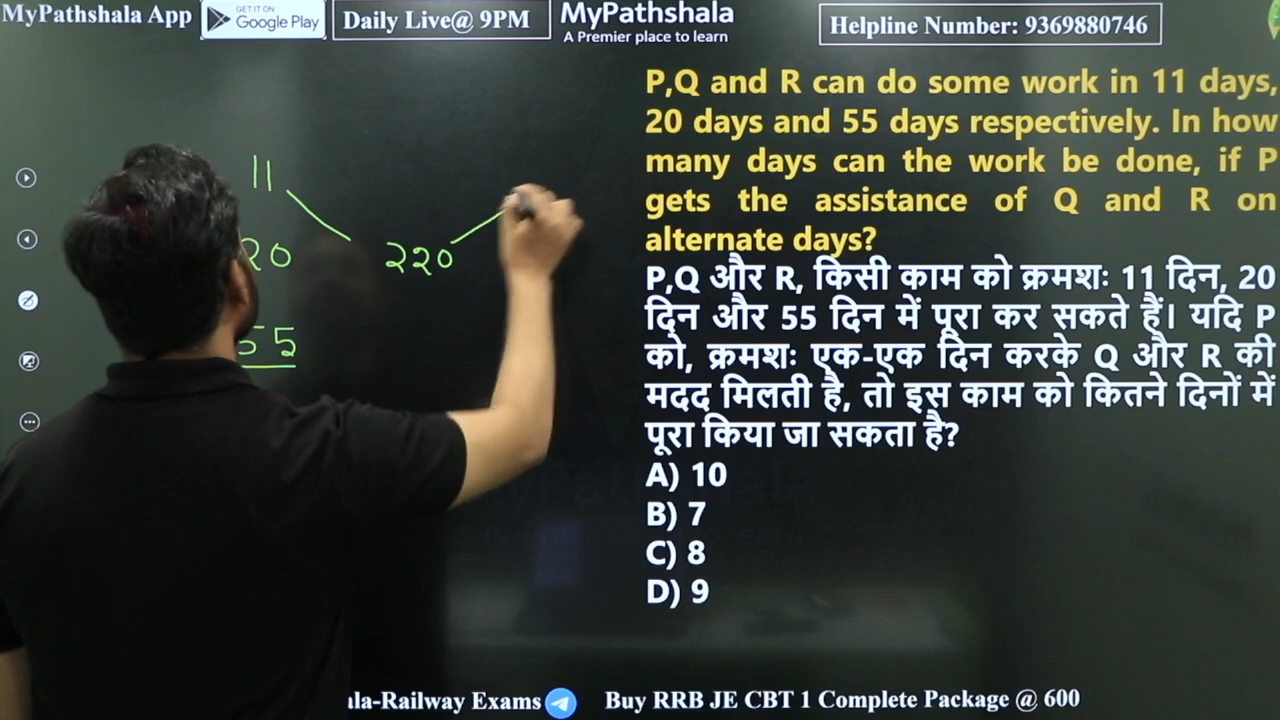 MyPathshala App
GET IT ON
Google Play
Daily Live@ 9PM
MyPathshala
A Premier place to learn
Helpline Number: 9369880746
P,Q and R can do some work in 11 days,
20 days and 55 days respectively. In how
many days can the work be done, if P
gets the assistance of Q and R on
alternate days?
P,Q और R, किसी काम को क्रमशः 11 दिन, 20
दिन और 55 दिन में पूरा कर सकते हैं। यदि P
को, क्रमशः एक-एक दिन करके Q और R की
मदद मिलती है, तो इस काम को कितने दिनों में
पूरा किया जा सकता है?
A) 10
B) 7
C) 8
D) 9
11
20
220
55
la-Railway Exams
Buy RRB JE CBT 1 Complete Package @ 600